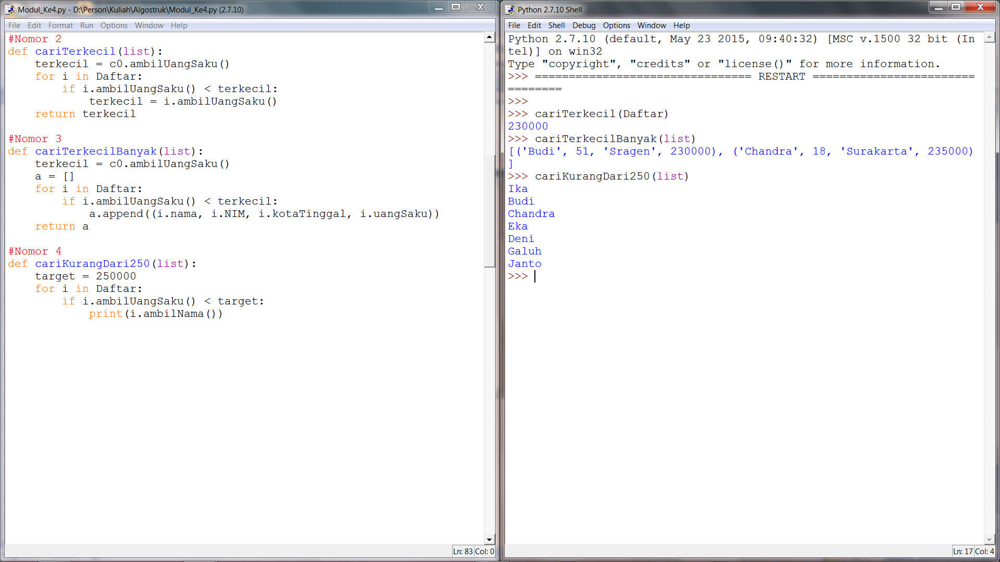 Modul_Ke4.py - D:\Person\Kuliah\Algostruk\Modul_Ke4.py (2.7.10)
File Edit Format Run Options Window Help
#Nomor 2
def cariTerkecil(list):
    terkecil = c0.ambilUangSaku()
    for i in Daftar:
        if i.ambilUangSaku() < terkecil:
            terkecil = i.ambilUangSaku()
    return terkecil
#Nomor 3
def cariTerkecilBanyak(list):
    terkecil = c0.ambilUangSaku()
    a = []
    for i in Daftar:
        if i.ambilUangSaku() < terkecil:
            a.append((i.nama, i.NIM, i.kotaTinggal, i.uangSaku))
    return a
#Nomor 4
def cariKurangDari250(list):
    target = 250000
    for i in Daftar:
        if i.ambilUangSaku() < target:
            print(i.ambilNama())
Ln: 83 Col: 0
Python 2.7.10 Shell
File Edit Shell Debug Options Window Help
Python 2.7.10 (default, May 23 2015, 09:40:32) [MSC v.1500 32 bit (In
tel)] on win32
Type "copyright", "credits" or "license()" for more information.
>>> ================================ RESTART ========================
========
>>>
>>> cariTerkecil(Daftar)
230000
>>> cariTerkecilBanyak(list)
[('Budi', 51, 'Sragen', 230000), ('Chandra', 18, 'Surakarta', 235000)
]
>>> cariKurangDari250(list)
Ika
Budi
Chandra
Eka
Deni
Galuh
Janto
>>>
Ln: 17 Col: 4